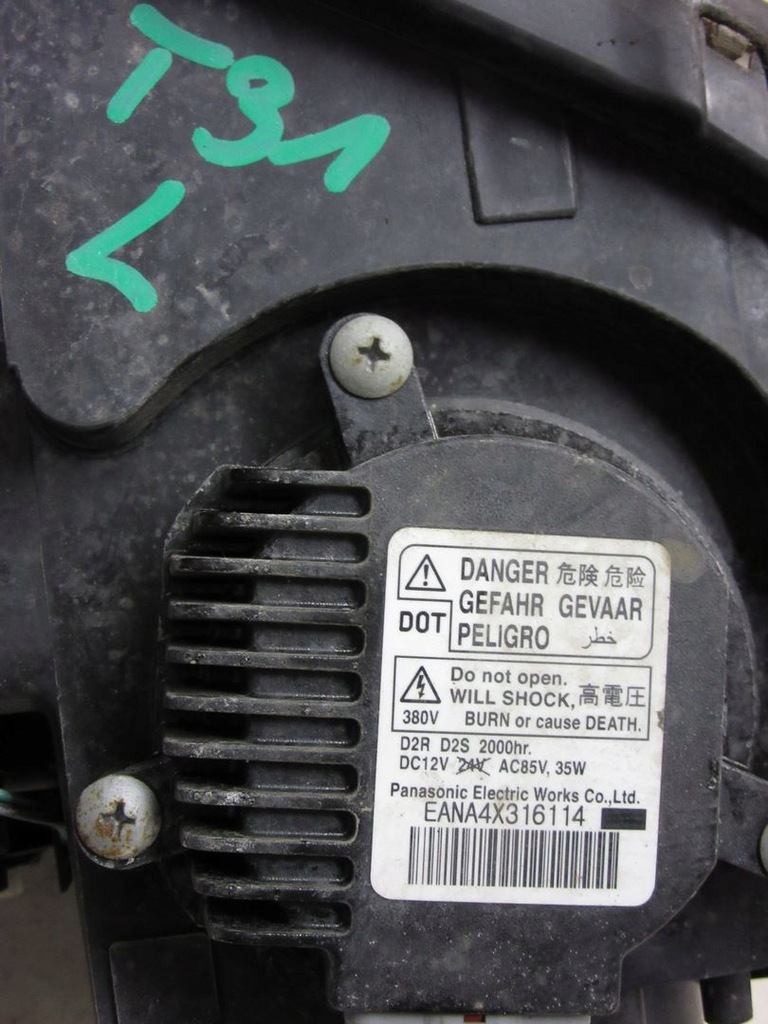 T31
L
DANGER 危険 危险
DOT
GEFAHR GEVAAR
PELIGRO خطر
Do not open.
WILL SHOCK, 高電圧
380V BURN or cause DEATH.
D2R D2S 2000hr.
DC12V 24V AC85V, 35W
Panasonic Electric Works Co.,Ltd.
EANA4X316114